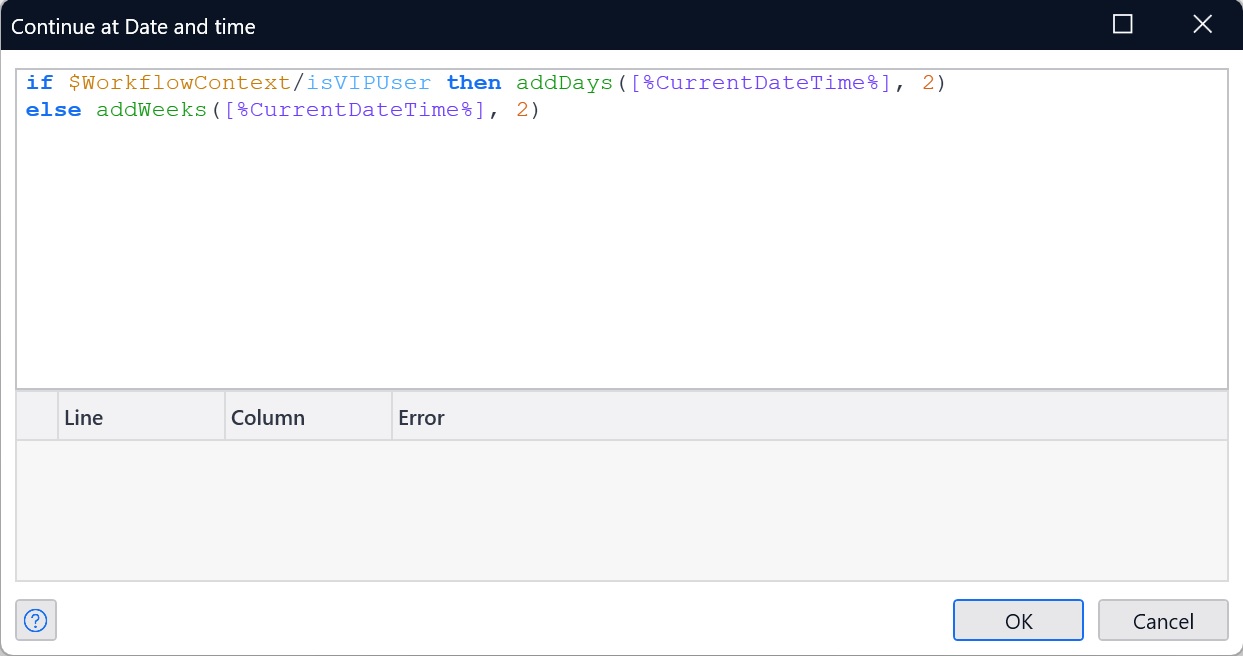 Continue at Date and time
if $WorkflowContext/isVIPUser then addDays([%CurrentDateTime%], 2)
else addWeeks([%CurrentDateTime%], 2)
Line Column Error
? OK Cancel